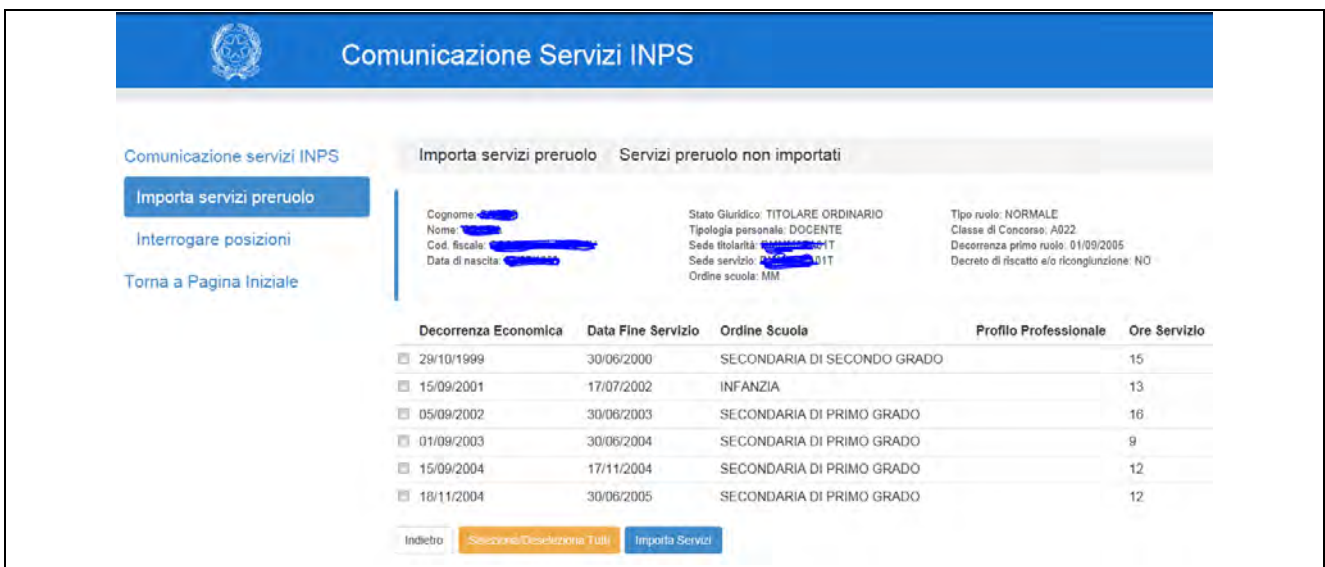 Comunicazione Servizi INPS
Comunicazione servizi INPS
Importa servizi preruolo
Interrogare posizioni
Torna a Pagina Iniziale
Importa servizi preruolo Servizi preruolo non importati
Cognome:
Nome:
Cod. fiscale:
Data di nascita:
Stato Giuridico: TITOLARE ORDINARIO
Tipologia personale: DOCENTE
Sede titolarità: 01T
Sede servizio: 01T
Ordine scuola: MM
Tipo ruolo: NORMALE
Classe di Concorso: A022
Decorrenza primo ruolo: 01/09/2005
Decreto di riscatto e/o ricongiunzione: NO
Decorrenza Economica Data Fine Servizio Ordine Scuola Profilo Professionale Ore Servizio
29/10/1999 30/06/2000 SECONDARIA DI SECONDO GRADO 15
15/09/2001 17/07/2002 INFANZIA 13
05/09/2002 30/06/2003 SECONDARIA DI PRIMO GRADO 16
01/09/2003 30/06/2004 SECONDARIA DI PRIMO GRADO 9
15/09/2004 17/11/2004 SECONDARIA DI PRIMO GRADO 12
18/11/2004 30/06/2005 SECONDARIA DI PRIMO GRADO 12
Indietro Seleziona/Deseleziona Tutti Importa Servizi